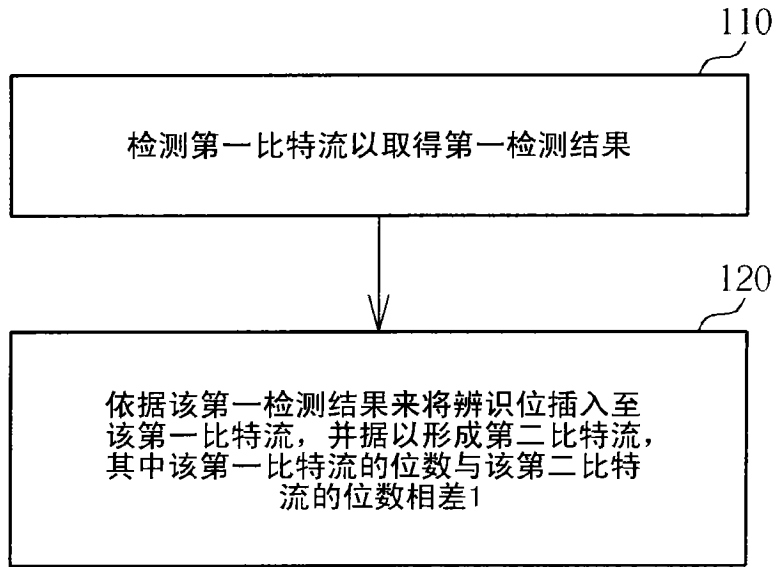 110
检测第一比特流以取得第一检测结果
120
依据该第一检测结果来将辨识位插入至
该第一比特流，并据以形成第二比特流，
其中该第一比特流的位数与该第二比特
流的位数相差1